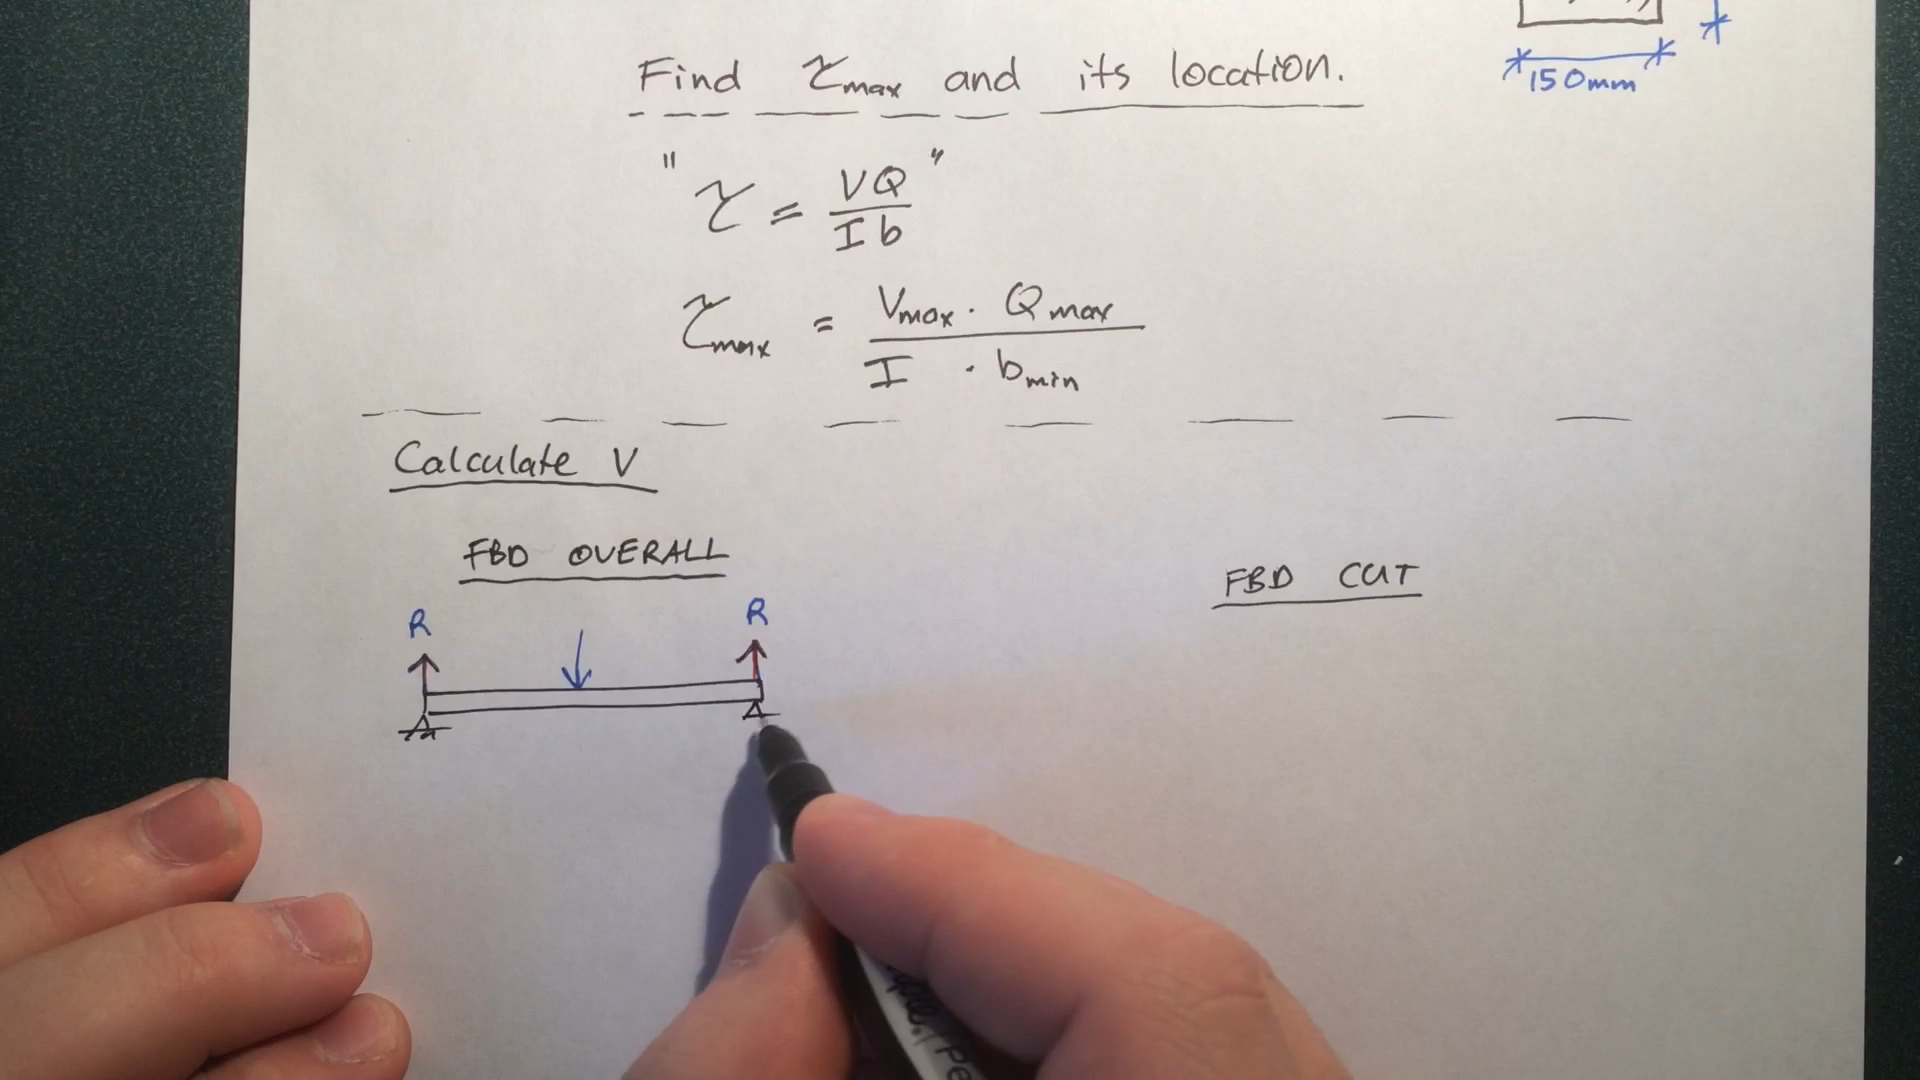 Find τmax and its location.
150mm
"τ = VQ / Ib"
τmax = Vmax · Qmax / I · bmin
Calculate V
FBD OVERALL
FBD CUT
R R